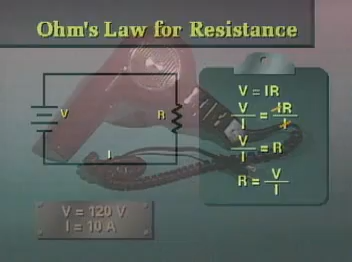 Ohm's Law for Resistance
V
R
I
V = IR
V/I = IR/I
V/I = R
R = V/I
V = 120 V
I = 10 A